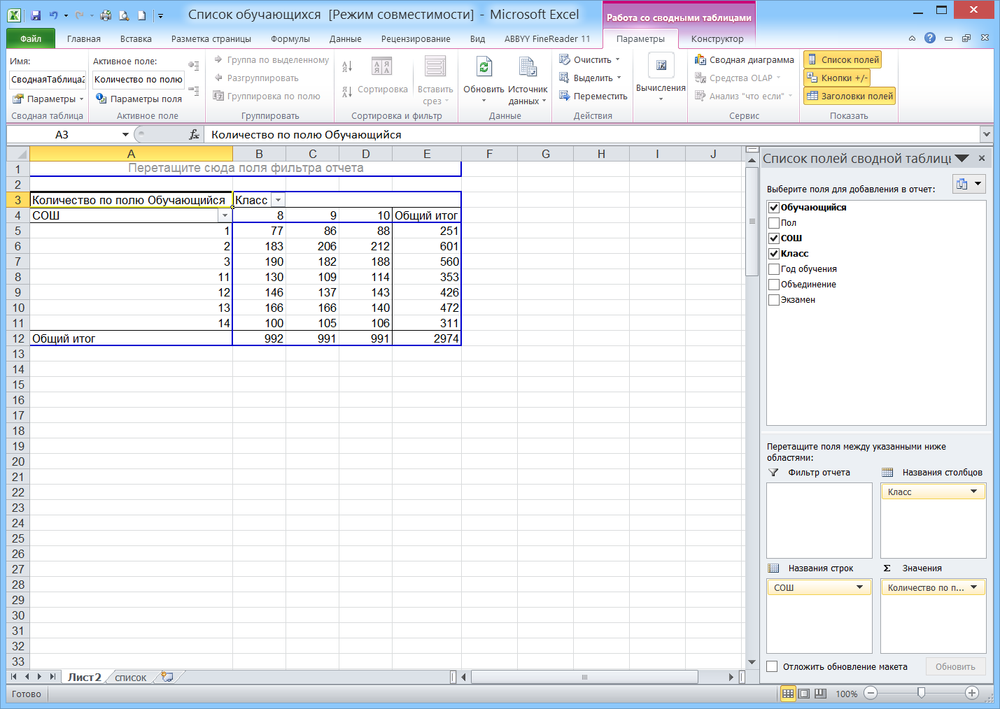 Список обучающихся [Режим совместимости] - Microsoft Excel
Работа со сводными таблицами
Файл Главная Вставка Разметка страницы Формулы Данные Рецензирование Вид ABBYY FineReader 11 Параметры Конструктор
Имя: Активное поле: Группа по выделенному Очистить Сводная диаграмма Список полей
СводнаяТаблица2 Количество по полю Разгруппировать Сортировка Вставить срез Обновить Источник данных Выделить Вычисления Средства OLAP Кнопки +/-
Параметры Параметры поля Группировка по полю Переместить Анализ "что если" Заголовки полей
Сводная таблица Активное поле Группировать Сортировка и фильтр Данные Действия Сервис Показать
A3 fx Количество по полю Обучающийся
A B C D E F G H I J
1 Перетащите сюда поля фильтра отчета
2
3 Количество по полю Обучающийся Класс
4 СОШ 8 9 10 Общий итог
5 1 77 86 88 251
6 2 183 206 212 601
7 3 190 182 188 560
8 11 130 109 114 353
9 12 146 137 143 426
10 13 166 166 140 472
11 14 100 105 106 311
12 Общий итог 992 991 991 2974
13
14
15
16
17
18
19
20
21
22
23
24
25
26
27
28
29
30
31
32
33
Список полей сводной таблицы
Выберите поля для добавления в отчет:
Обучающийся
Пол
СОШ
Класс
Год обучения
Объединение
Экзамен
Перетащите поля между указанными ниже
областями:
Фильтр отчета Названия столбцов
Класс
Названия строк Σ Значения
СОШ Количество по п...
Отложить обновление макета Обновить
Лист2 список
Готово 100%